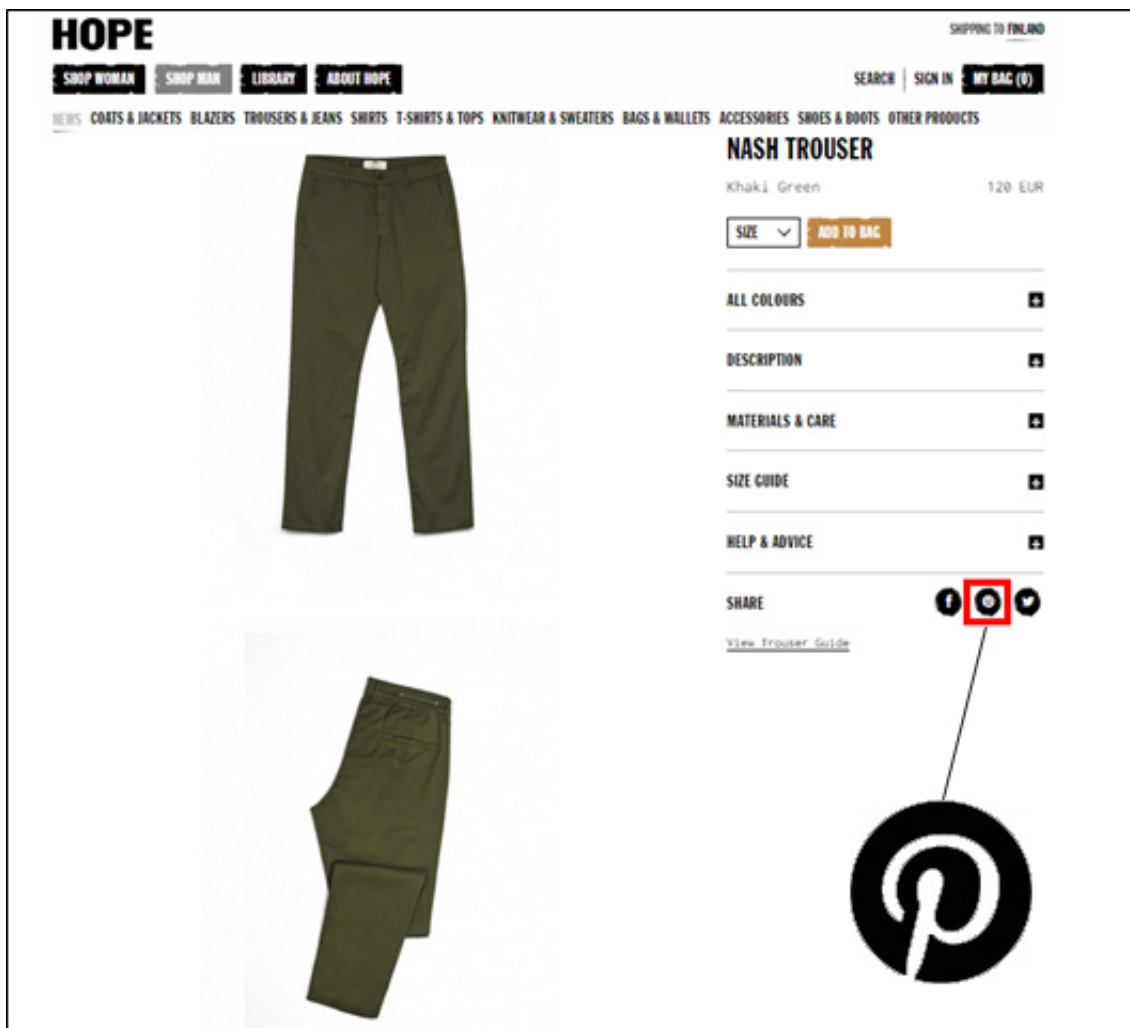 HOPE
SHIPPING TO FINLAND
SHOP WOMAN SHOP MAN LIBRARY ABOUT HOPE SEARCH SIGN IN MY BAG (0)
NEWS COATS & JACKETS BLAZERS TROUSERS & JEANS SHIRTS T-SHIRTS & TOPS KNITWEAR & SWEATERS BAGS & WALLETS ACCESSORIES SHOES & BOOTS OTHER PRODUCTS
NASH TROUSER
Khaki Green 120 EUR
SIZE ADD TO BAG
ALL COLOURS
DESCRIPTION
MATERIALS & CARE
SIZE GUIDE
HELP & ADVICE
SHARE
View Trouser Guide